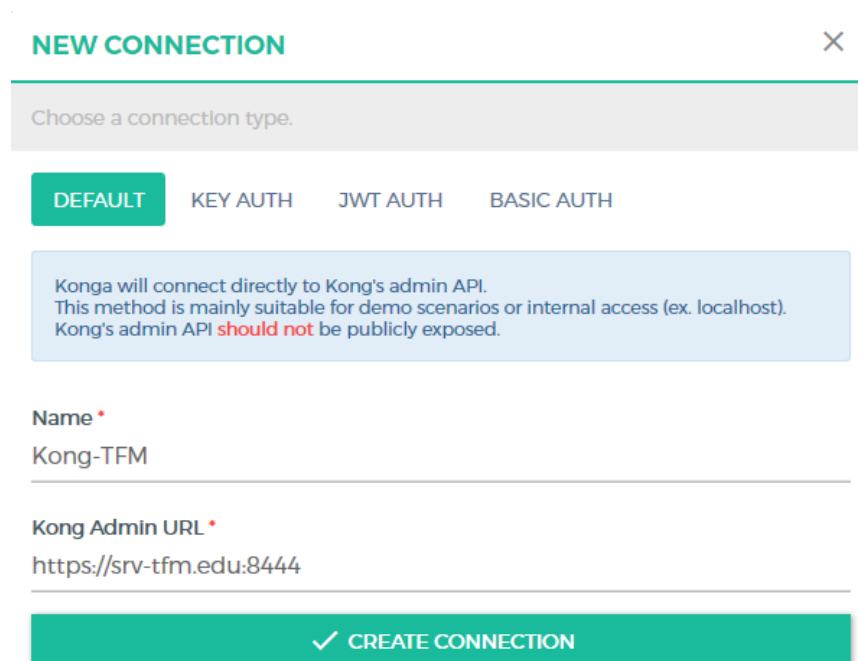 NEW CONNECTION
Choose a connection type.
DEFAULT KEY AUTH JWT AUTH BASIC AUTH
Konga will connect directly to Kong's admin API.
This method is mainly suitable for demo scenarios or internal access (ex. localhost).
Kong's admin API should not be publicly exposed.
Name *
Kong-TFM
Kong Admin URL *
https://srv-tfm.edu:8444
CREATE CONNECTION